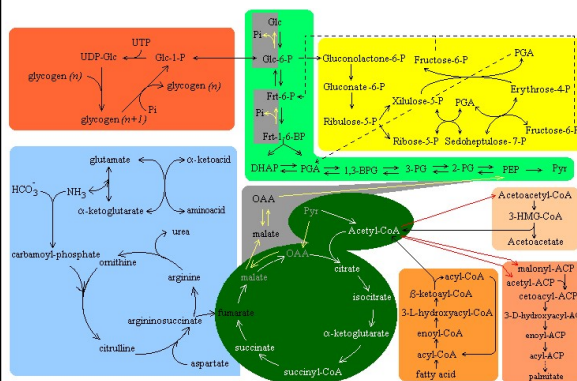 UTP
UDP-Glc
Glc-1-P
glycogen (n)
glycogen (n)
Pi
glycogen (n+1)
Glc
Pi
Glc-6-P
Frt-6-P
Pi
Frt-1,6-BP
DHAP
PGA
1,3-BPG
3-PG
2-PG
PEP
Pyr
Gluconolactone-6-P
Gluconate-6-P
Ribulose-5-P
Fructose-6-P
PGA
Erythrose-4-P
Xilulose-5-P
PGA
Fructose-6-P
Ribose-5-P
Sedoheptulose-7-P
glutamate
α-ketoacid
HCO3-
NH3
α-ketoglutarate
aminoacid
urea
carbamoyl-phosphate
ornithine
arginine
argininosuccinate
citrulline
aspartate
OAA
malate
Pyr
Acetyl-CoA
OAA
malate
citrate
isocitrate
α-ketoglutarate
succinyl-CoA
succinate
fumarate
Acetoacetyl-CoA
3-HMG-CoA
Acetoacetate
acyl-CoA
ß-ketoayl-CoA
3-L-hydroxyacyl-CoA
enoyl-CoA
acyl-CoA
fatty acid
malonyl-ACP
acetyl-ACP
cetoacyl-ACP
3-D-hydroxyacyl-AC
enoyl-ACP
acyl-ACP
palmitate